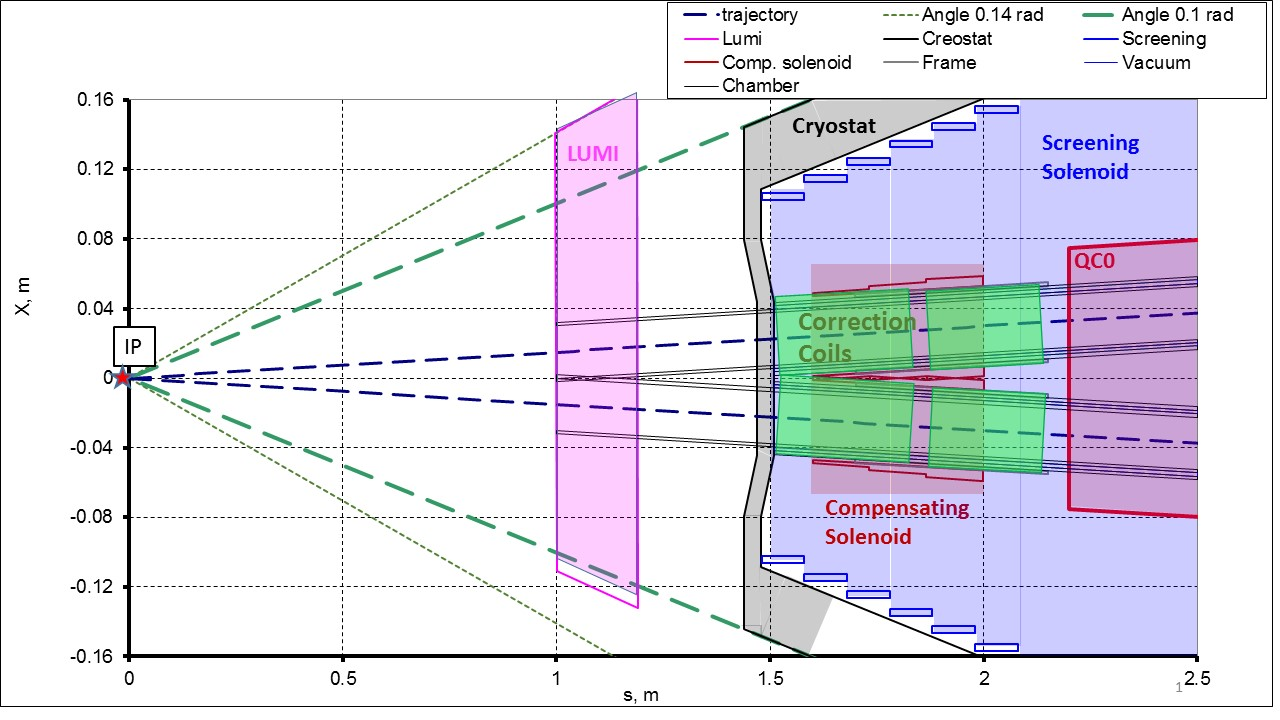 trajectory
Angle 0.14 rad
Angle 0.1 rad
Lumi
Creostat
Screening
Comp. solenoid
Frame
Vacuum
Chamber
0.16
0.12
0.08
0.04
0
-0.04
-0.08
-0.12
-0.16
X, m
IP
LUMI
Cryostat
Screening
Solenoid
QC0
Correction
Coils
Compensating
Solenoid
0
0.5
1
1.5
2
2.5
s, m
1